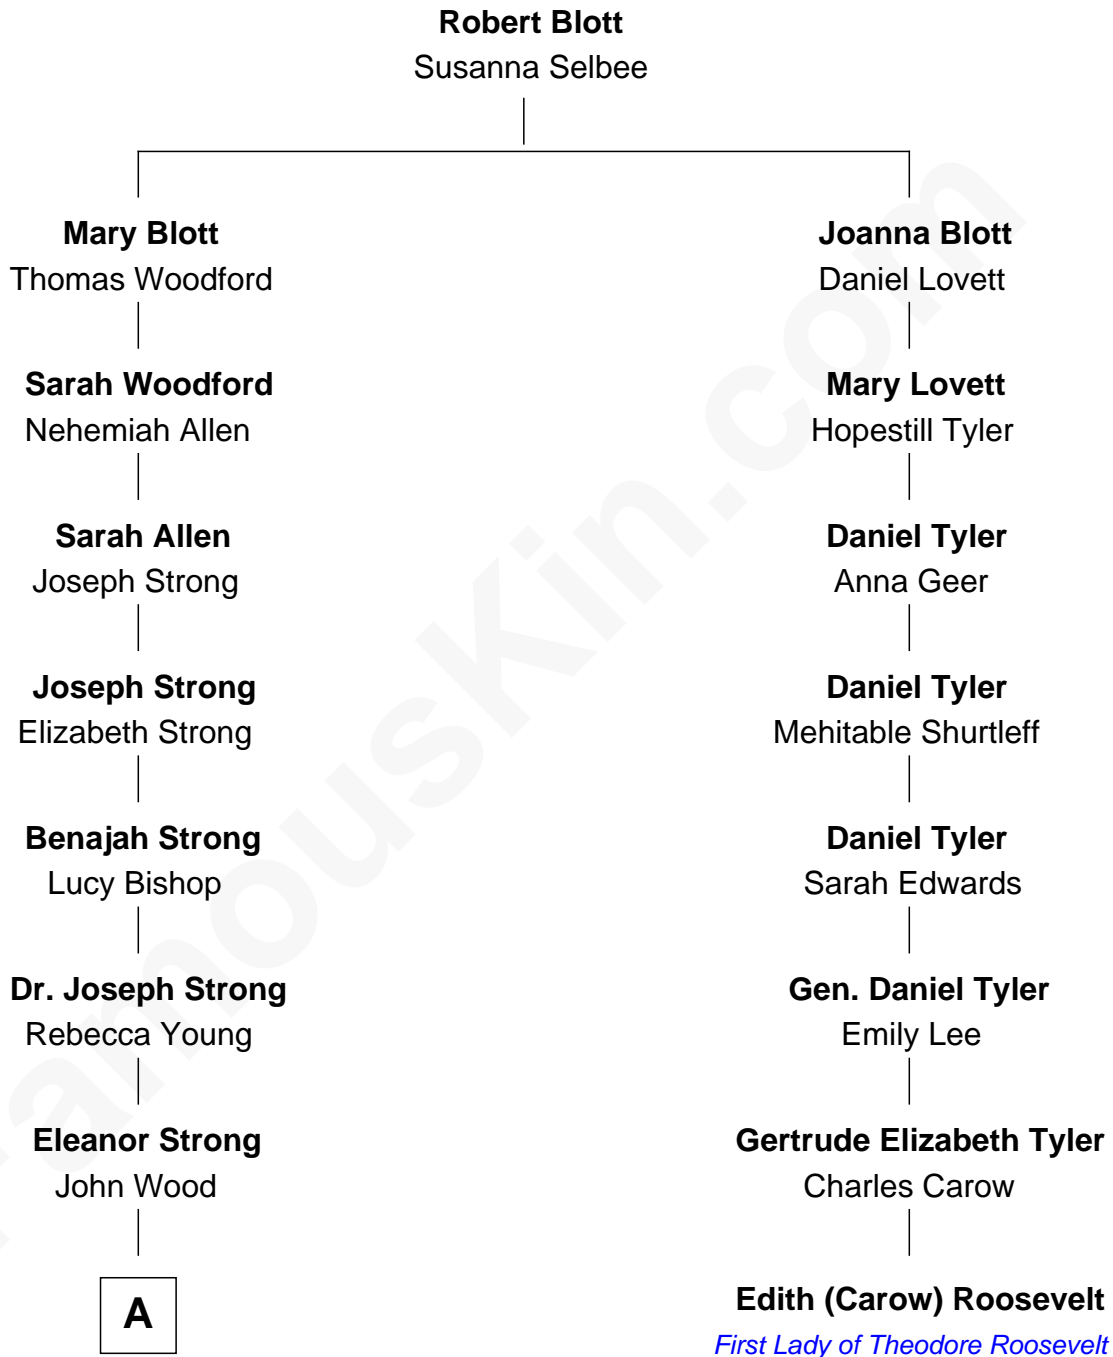 Robert Blott
Susanna Selbee
Mary Blott
Thomas Woodford
Joanna Blott
Daniel Lovett
Sarah Woodford
Nehemiah Allen
Mary Lovett
Hopestill Tyler
Sarah Allen
Joseph Strong
Daniel Tyler
Anna Geer
Joseph Strong
Elizabeth Strong
Daniel Tyler
Mehitable Shurtleff
Benajah Strong
Lucy Bishop
Daniel Tyler
Sarah Edwards
Dr. Joseph Strong
Rebecca Young
Gen. Daniel Tyler
Emily Lee
Eleanor Strong
John Wood
Gertrude Elizabeth Tyler
Charles Carow
A
Edith (Carow) Roosevelt
First Lady of Theodore Roosevelt
FamousKin.com